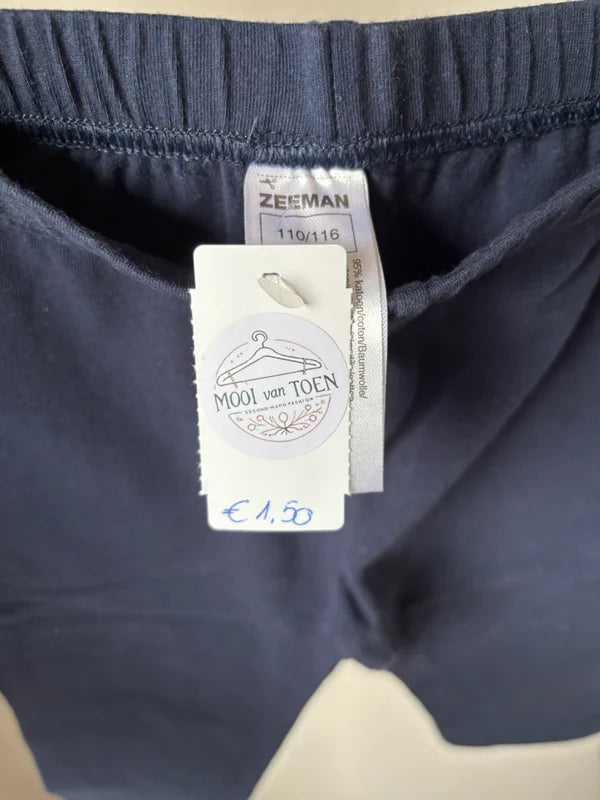 ZEEMAN
110/116
95% katoen/coton/Baumwolle/
MOOI van TOEN
SECOND-HAND FASHION
€ 1,50